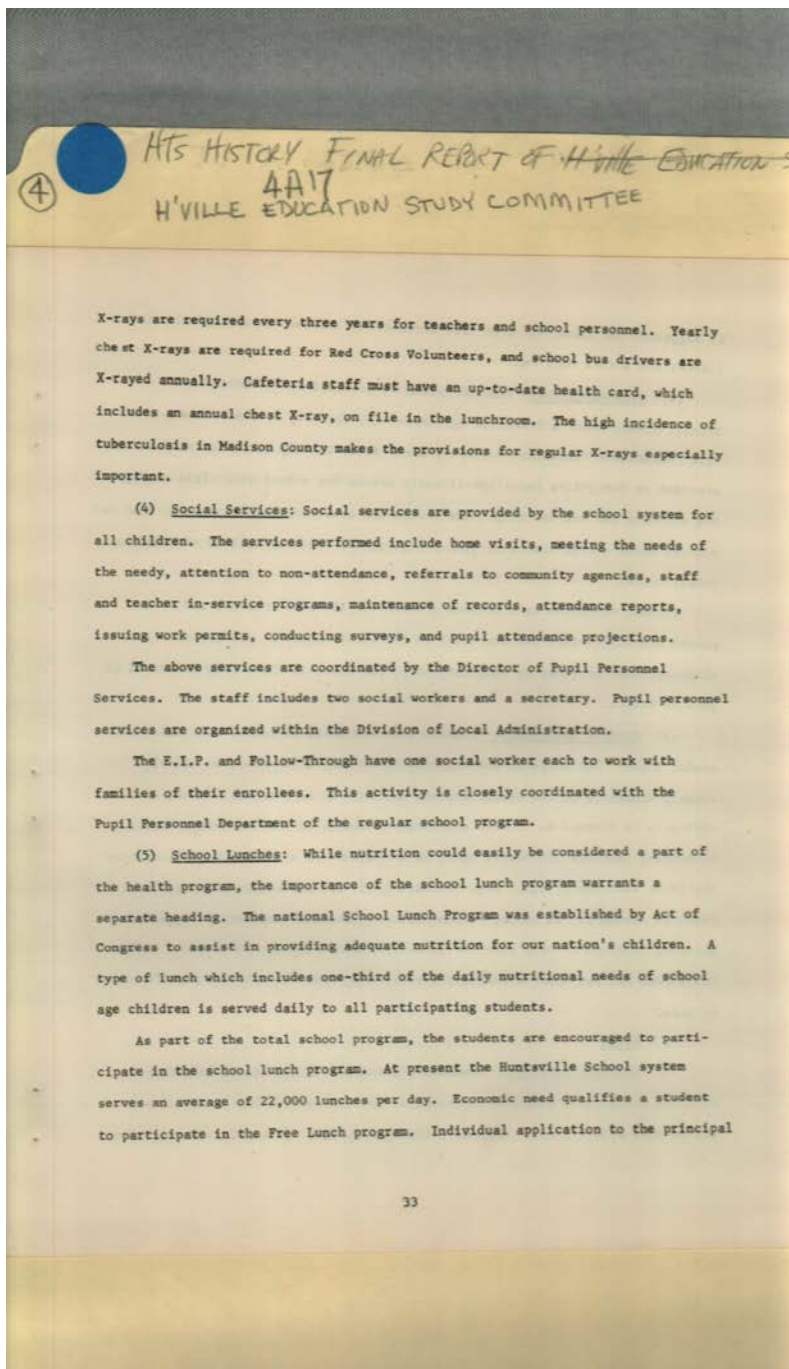 HTS HISTORY FINAL REPORT OF H'VILLE EDUCATION
4
4A17
H'VILLE EDUCATION STUDY COMMITTEE
X-rays are required every three years for teachers and school personnel. Yearly
chest X-rays are required for Red Cross Volunteers, and school bus drivers are
X-rayed annually. Cafeteria staff must have an up-to-date health card, which
includes an annual chest X-ray, on file in the lunchroom. The high incidence of
tuberculosis in Madison County makes the provisions for regular X-rays especially
important.
(4) Social Services: Social services are provided by the school system for
all children. The services performed include home visits, meeting the needs of
the needy, attention to non-attendance, referrals to community agencies, staff
and teacher in-service programs, maintenance of records, attendance reports,
issuing work permits, conducting surveys, and pupil attendance projections.
The above services are coordinated by the Director of Pupil Personnel
Services. The staff includes two social workers and a secretary. Pupil personnel
services are organized within the Division of Local Administration.
The E.I.P. and Follow-Through have one social worker each to work with
families of their enrollees. This activity is closely coordinated with the
Pupil Personnel Department of the regular school program.
(5) School Lunches: While nutrition could easily be considered a part of
the health program, the importance of the school lunch program warrants a
separate heading. The national School Lunch Program was established by Act of
Congress to assist in providing adequate nutrition for our nation's children. A
type of lunch which includes one-third of the daily nutritional needs of school
age children is served daily to all participating students.
As part of the total school program, the students are encouraged to parti-
cipate in the school lunch program. At present the Huntsville School system
serves an average of 22,000 lunches per day. Economic need qualifies a student
to participate in the Free Lunch program. Individual application to the principal
33